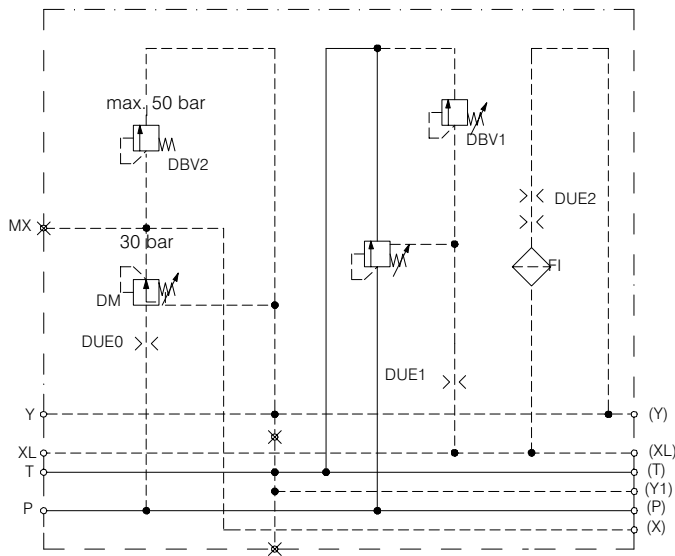 max. 50 bar
DBV1
DBV2
DUE2
MX
30 bar
FI
DM
DUE0
DUE1
Y
(Y)
XL
(XL)
T
(T)
(Y1)
P
(P)
(X)